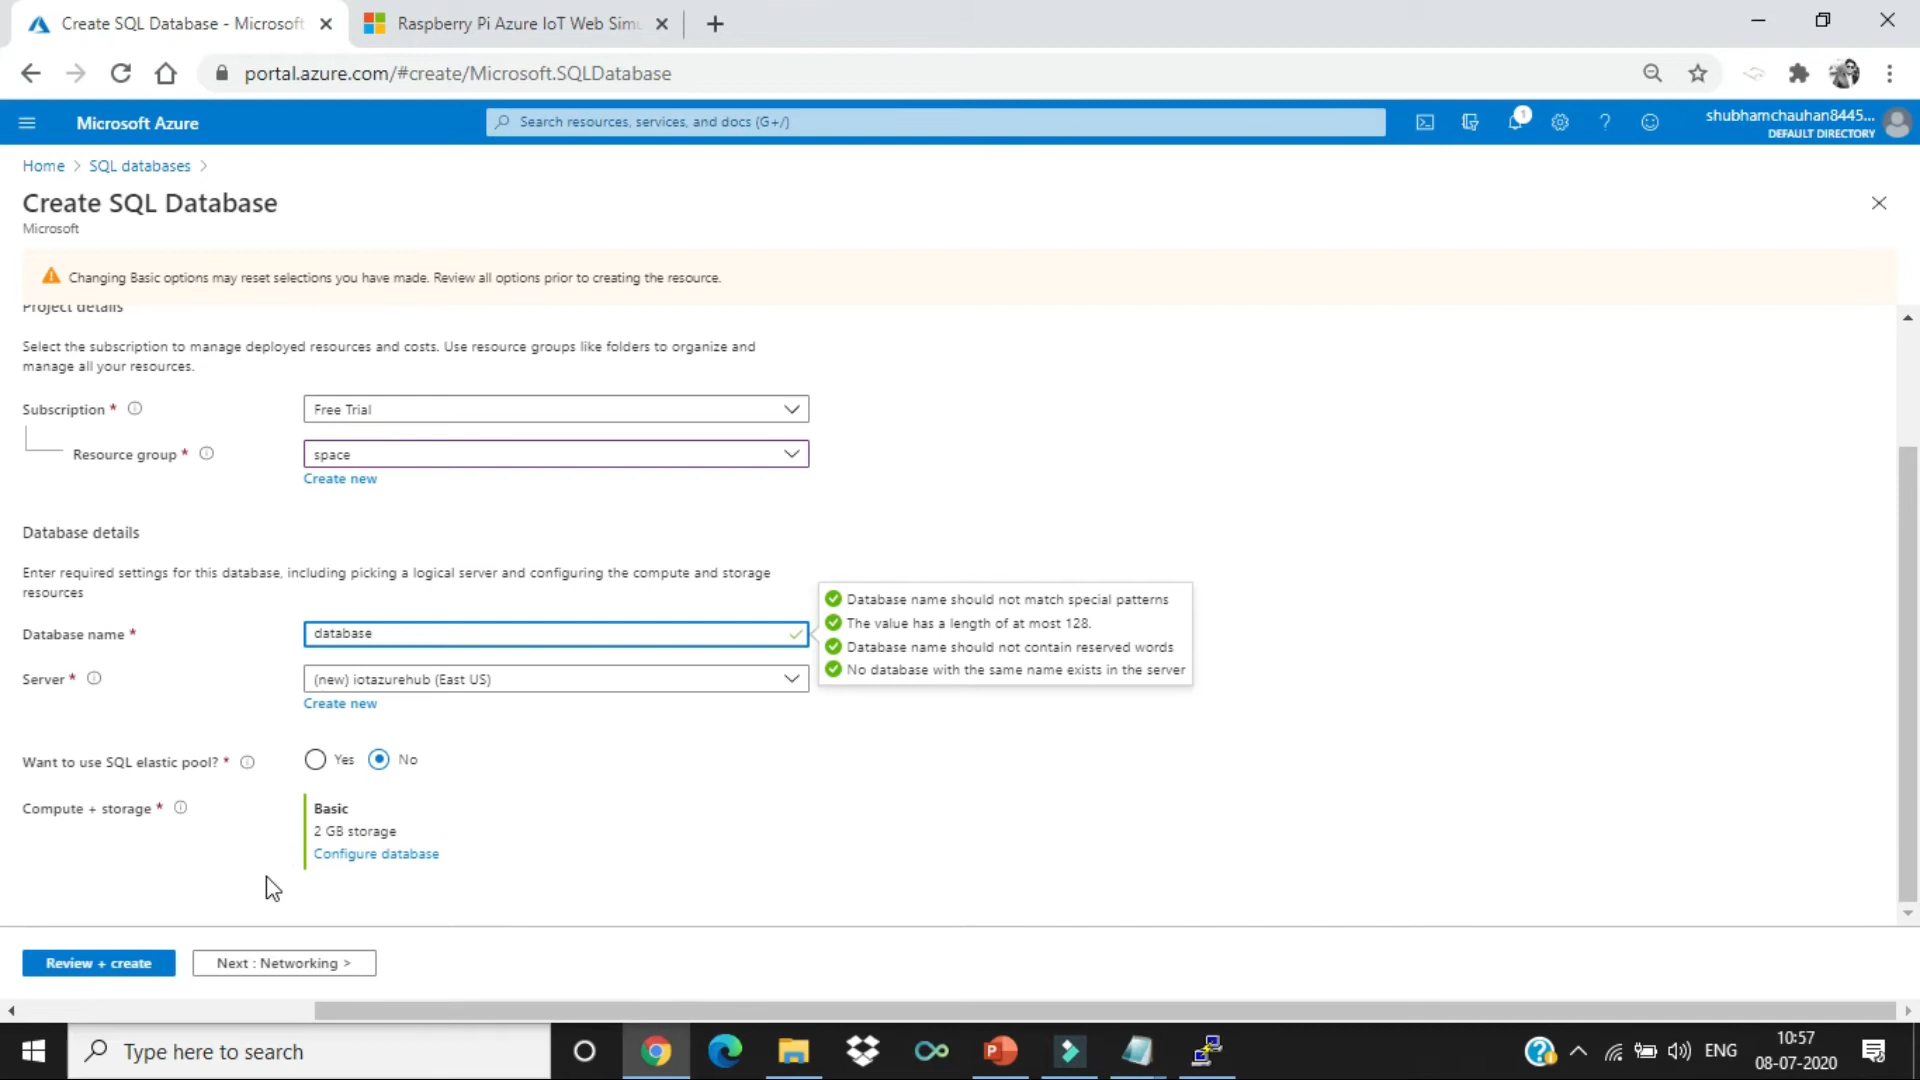 Create SQL Database - Microsoft
Raspberry Pi Azure IoT Web Simu
portal.azure.com/#create/Microsoft.SQLDatabase
Microsoft Azure
Search resources, services, and docs (G+/)
1
shubhamchauhan8445...
DEFAULT DIRECTORY
Home > SQL databases >
Create SQL Database
Microsoft
Changing Basic options may reset selections you have made. Review all options prior to creating the resource.
Project details
Select the subscription to manage deployed resources and costs. Use resource groups like folders to organize and
manage all your resources.
Subscription *
Free Trial
Resource group *
space
Create new
Database details
Enter required settings for this database, including picking a logical server and configuring the compute and storage
resources
Database name should not match special patterns
The value has a length of at most 128.
Database name *
database
Database name should not contain reserved words
No database with the same name exists in the server
Server *
(new) iotazurehub (East US)
Create new
Want to use SQL elastic pool? *
Yes
No
Compute + storage *
Basic
2 GB storage
Configure database
Review + create
Next : Networking >
Type here to search
ENG
10:57
08-07-2020